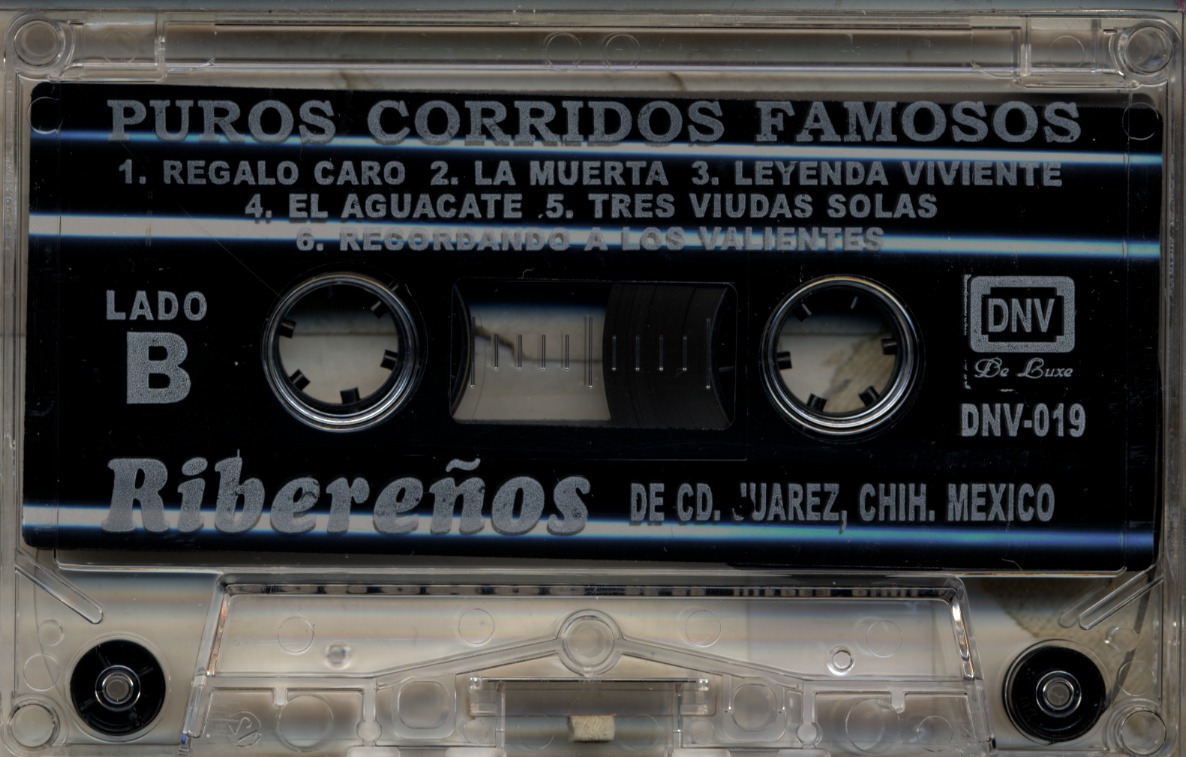 PUROS CORRIDOS FAMOSOS
1. REGALO CARO 2. LA MUERTA 3. LEYENDA VIVIENTE
4. EL AGUACATE 5. TRES VIUDAS SOLAS
6. RECORDANDO A LOS VALIENTES
LADO
B
DNV
De Luxe
DNV-019
Ribereños
DE CD. JUAREZ, CHIH. MEXICO